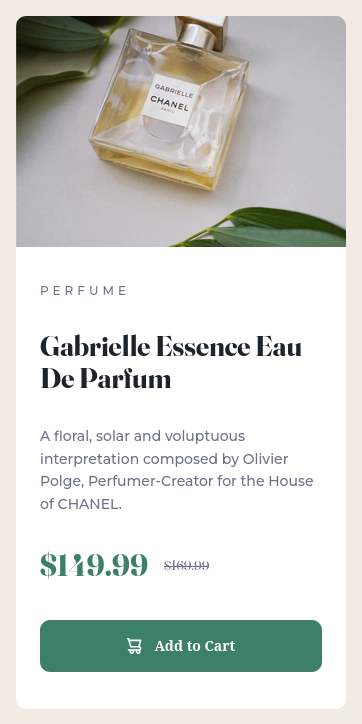 GABRIELLE
CHANEL
PARIS
PERFUME
Gabrielle Essence Eau
De Parfum
A floral, solar and voluptuous
interpretation composed by Olivier
Polge, Perfumer-Creator for the House
of CHANEL.
$149.99 $169.99
Add to Cart